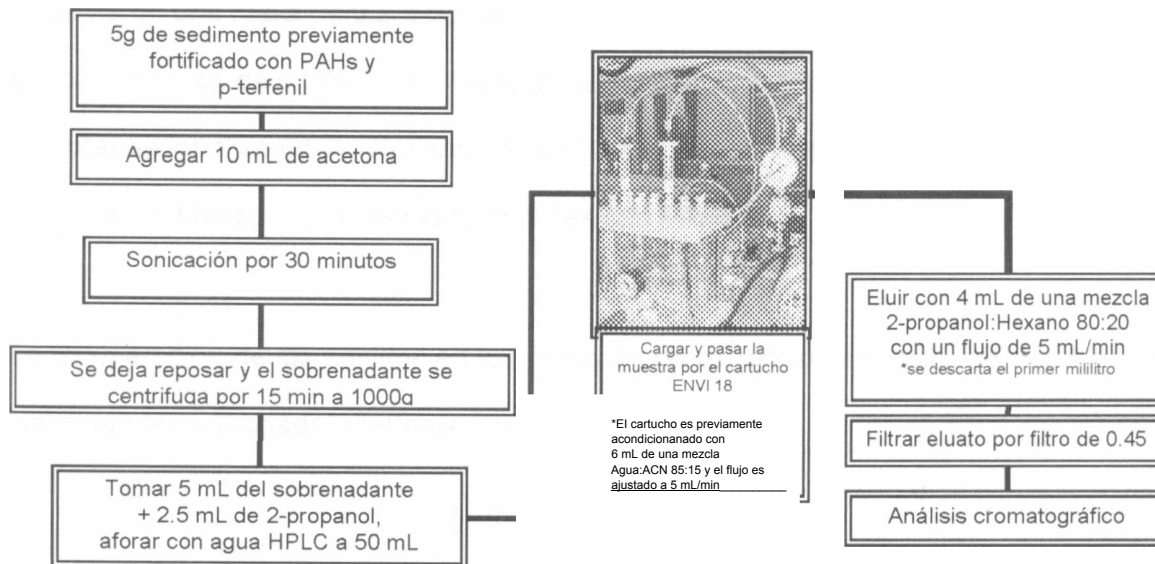 5g de sedimento previamente
fortificado con PAHs y
p-terfenil
Agregar 10 mL de acetona
Sonicación por 30 minutos
Se deja reposar y el sobrenadante se
centrifuga por 15 min a 1000g
Tomar 5 mL del sobrenadante
+ 2.5 mL de 2-propanol,
aforar con agua HPLC a 50 mL
Cargar y pasar la
muestra por el cartucho
ENVI 18
*El cartucho es previamente
acondicionanado con
6 mL de una mezcla
Agua:ACN 85:15 y el flujo es
ajustado a 5 mL/min
Eluir con 4 mL de una mezcla
2-propanol:Hexano 80:20
con un flujo de 5 mL/min
*se descarta el primer mililitro
Filtrar eluato por filtro de 0.45
Análisis cromatográfico